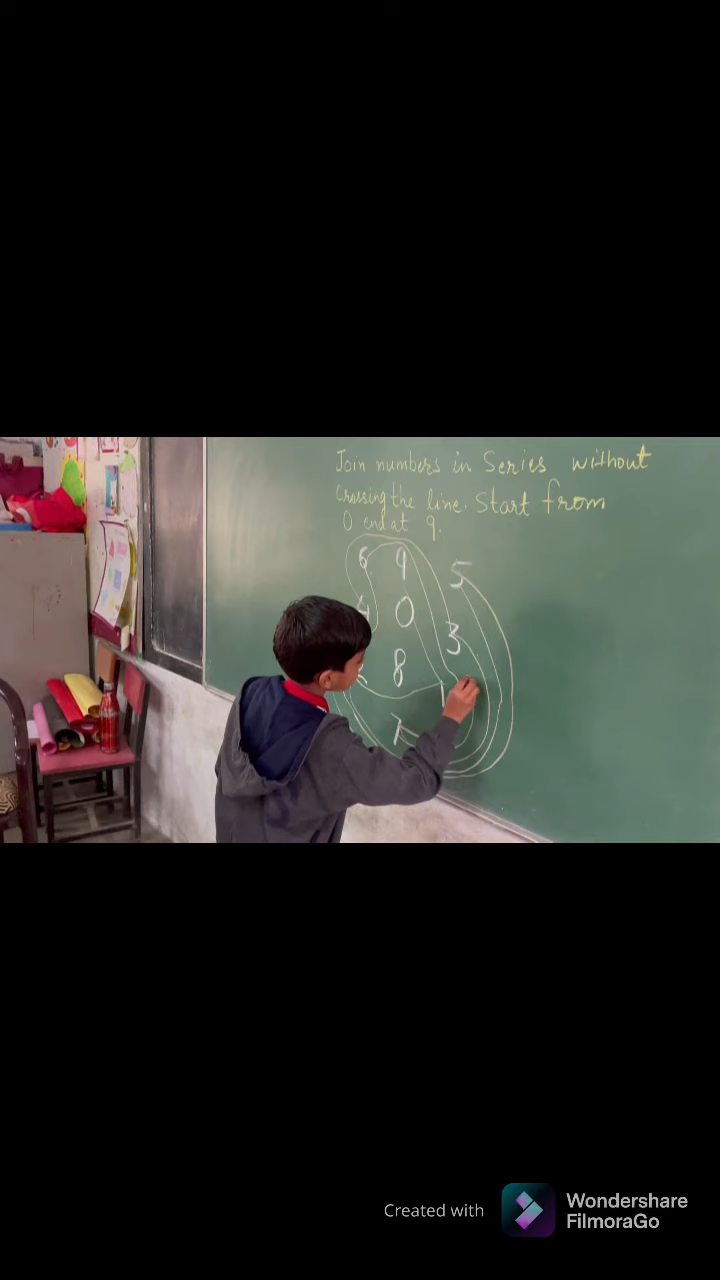 Join numbers in Series without
Crossing the line. Start from
0 end at 9.
6 9 5
4 0 3
8
1
7
Created with
Wondershare
FilmoraGo